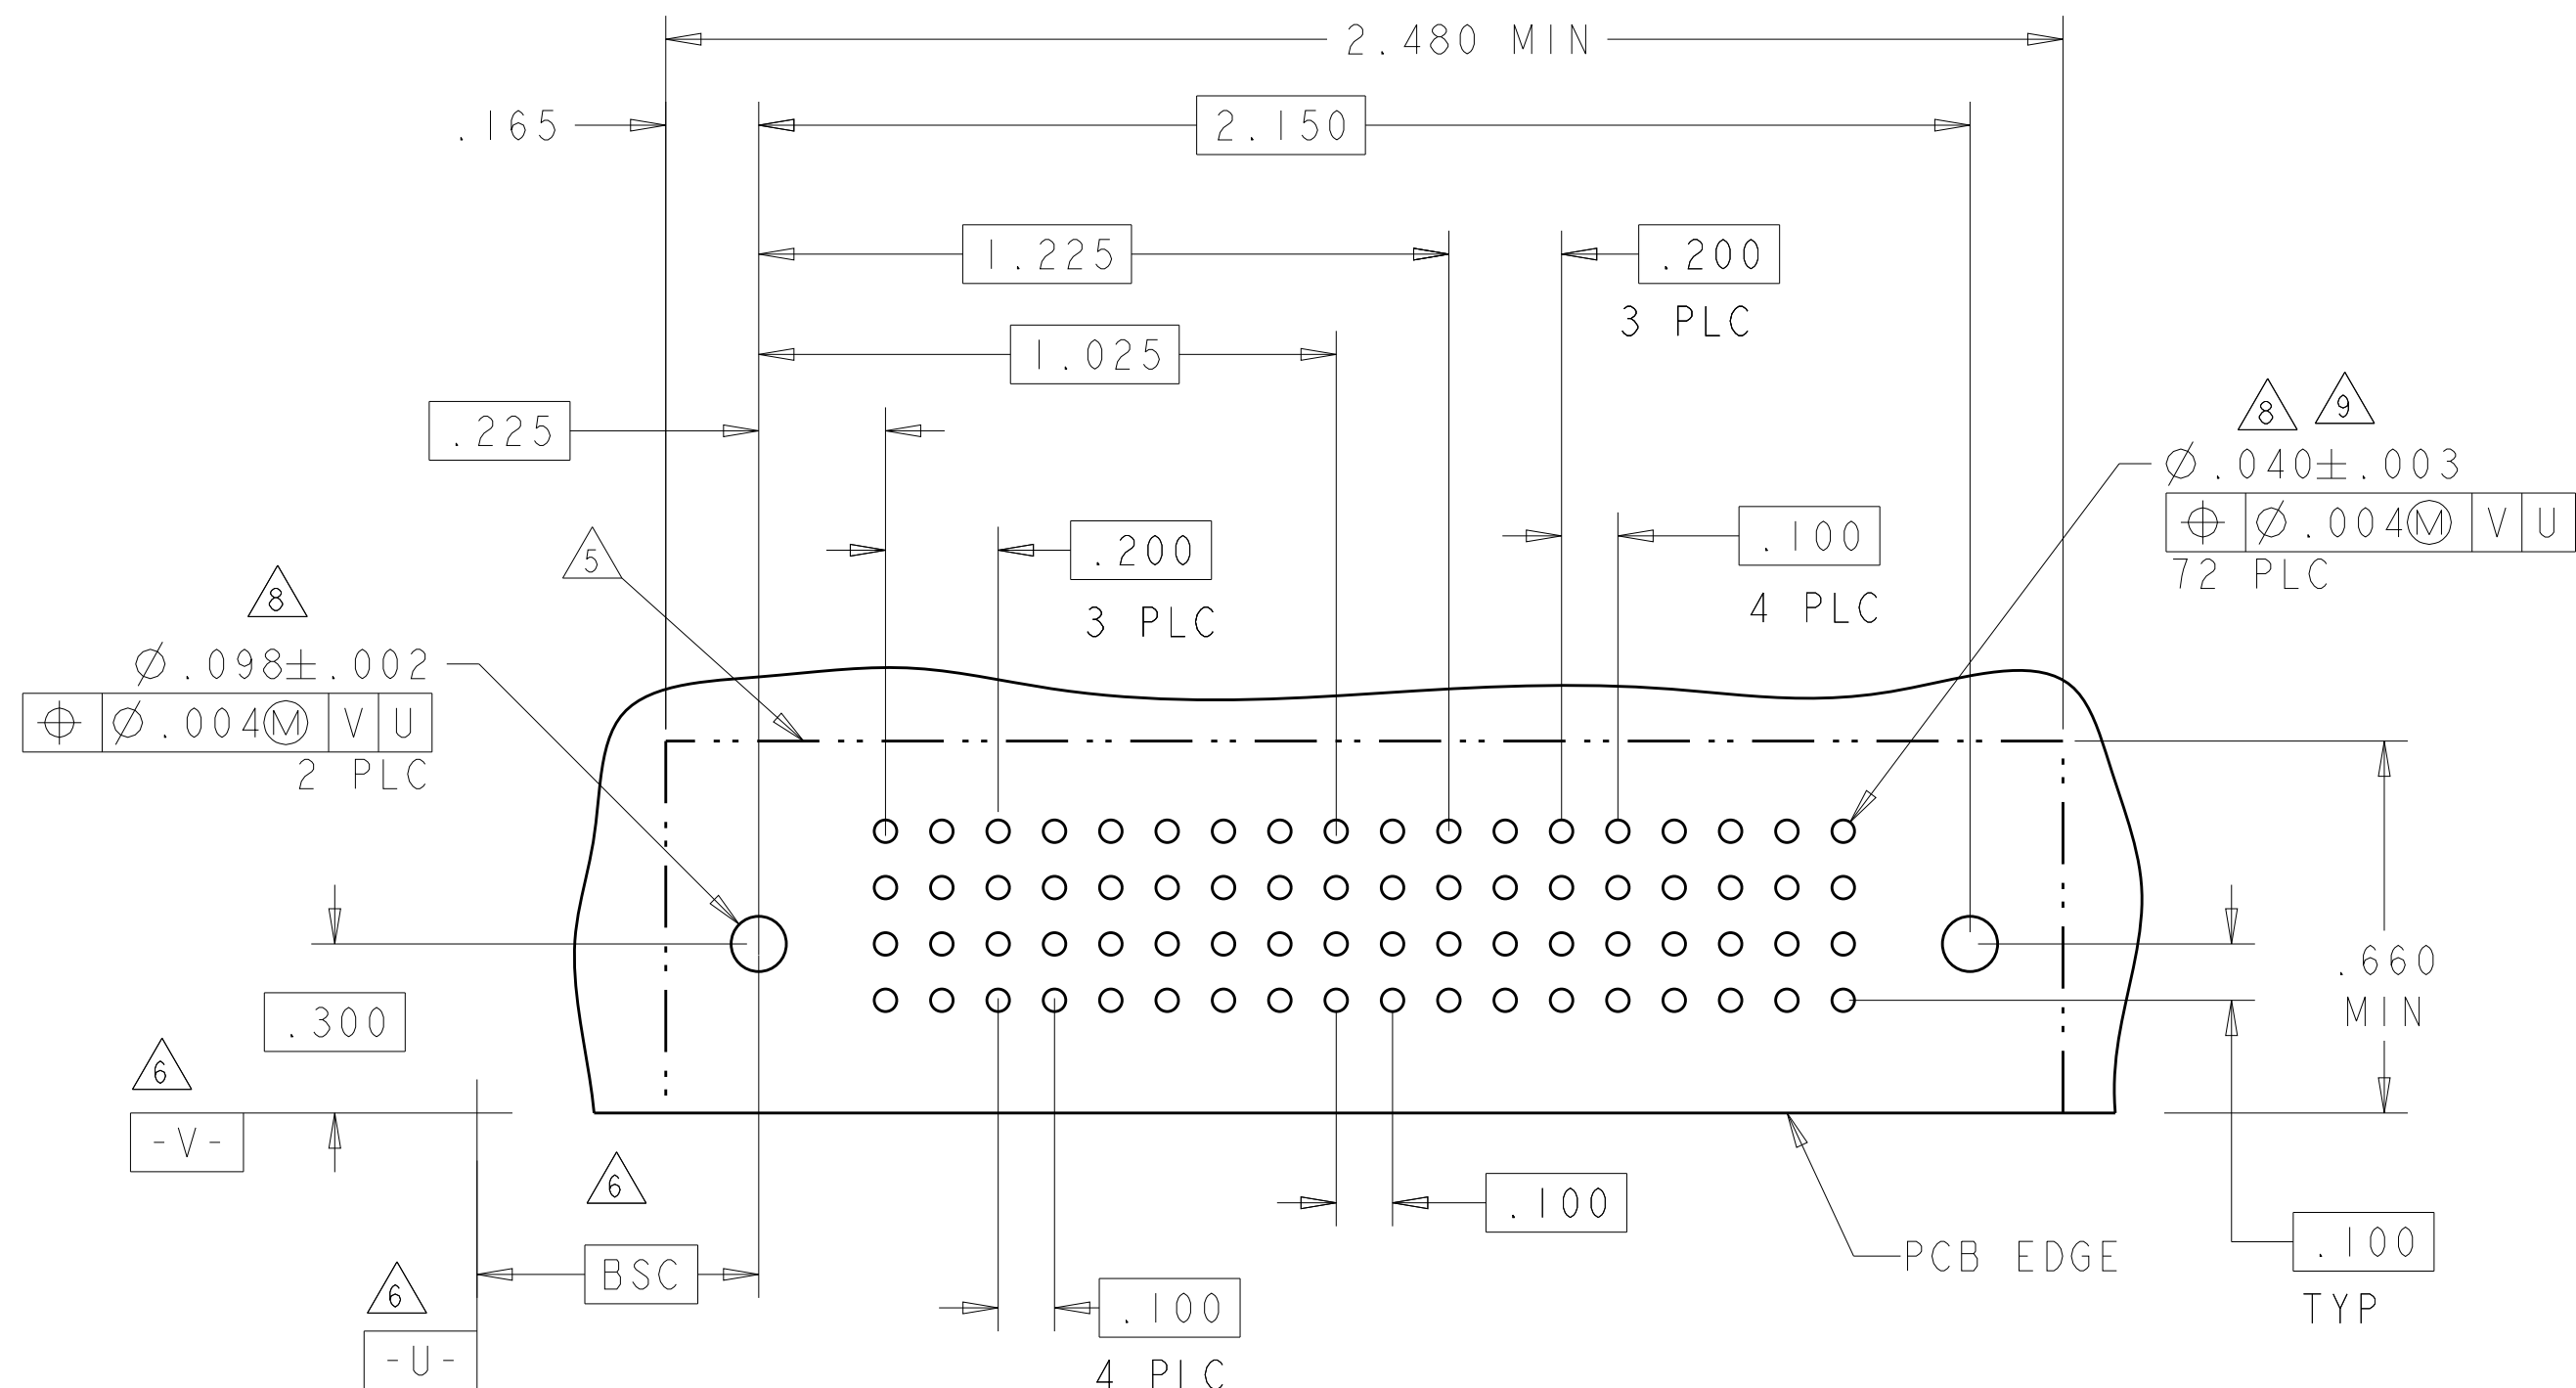 2.480 MIN
.165
2.150
1.225
.200
3 PLC
1.025
.225
8 9
Ø.040±.003
⌖ Ø.004Ⓜ V U
72 PLC
.200
3 PLC
.100
4 PLC
5
8
Ø.098±.002
⌖ Ø.004Ⓜ V U
2 PLC
.660
MIN
.300
6
-V-
6
.100
BSC
PCB EDGE
.100
TYP
6
-U-
.100
4 PLC